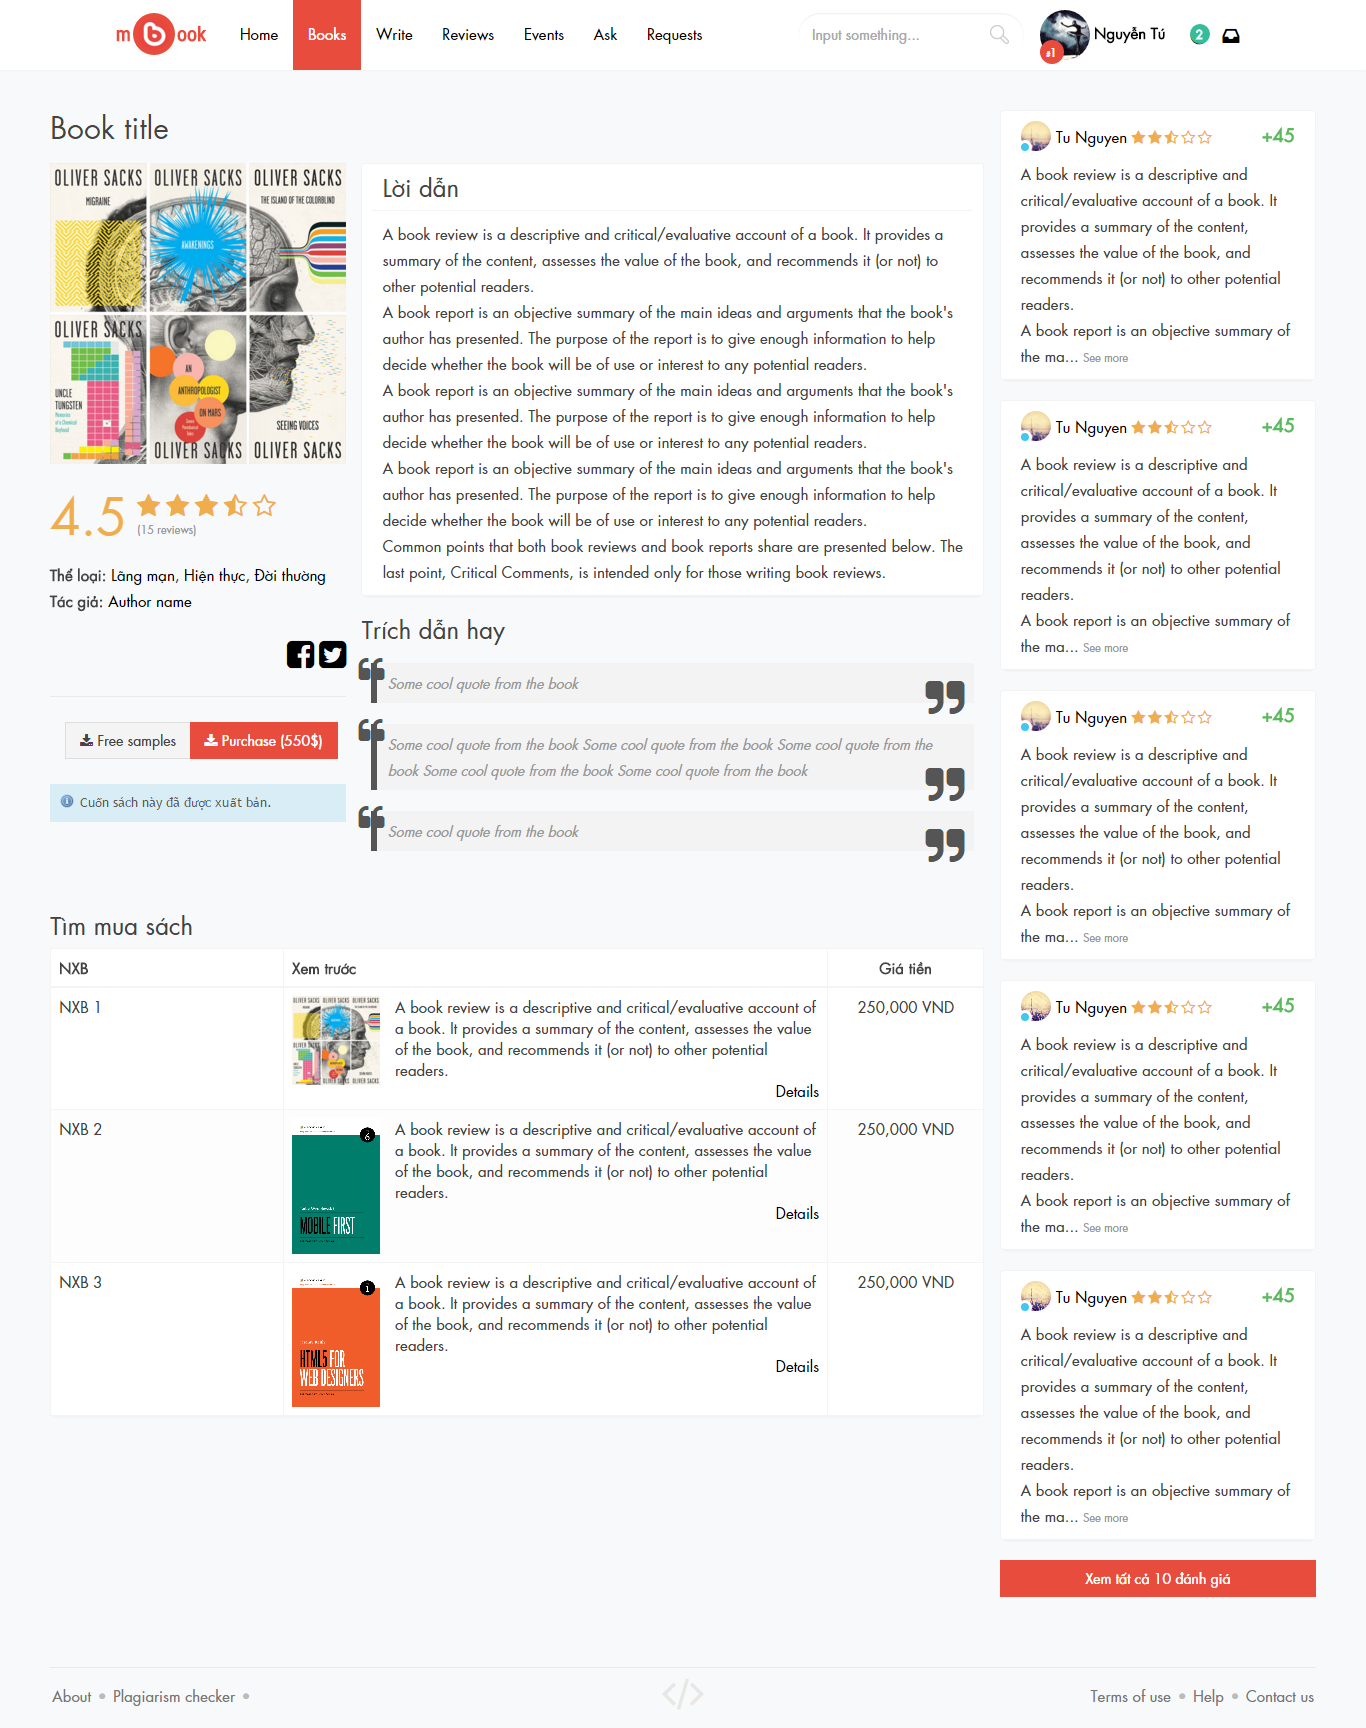 mbook
Home
Books
Write
Reviews
Events
Ask
Requests
Input something...
#1
Nguyễn Tú
2
Book title
OLIVER SACKS OLIVER SACKS OLIVER SACKS
MIGRAINE
THE ISLAND OF THE COLORBLIND
AWAKENINGS
OLIVER SACKS
UNCLE
TUNGSTEN
Memories
of a Chemical
Boyhood
AN
ANTHROPOLOGIST
ON MARS
SEEING VOICES
OLIVER SACKS OLIVER SACKS
4.5
(15 reviews)
Thể loại: Lãng mạn, Hiện thực, Đời thường
Tác giả: Author name
Free samples
Purchase (550$)
Cuốn sách này đã được xuất bản.
Lời dẫn
A book review is a descriptive and critical/evaluative account of a book. It provides a
summary of the content, assesses the value of the book, and recommends it (or not) to
other potential readers.
A book report is an objective summary of the main ideas and arguments that the book's
author has presented. The purpose of the report is to give enough information to help
decide whether the book will be of use or interest to any potential readers.
A book report is an objective summary of the main ideas and arguments that the book's
author has presented. The purpose of the report is to give enough information to help
decide whether the book will be of use or interest to any potential readers.
A book report is an objective summary of the main ideas and arguments that the book's
author has presented. The purpose of the report is to give enough information to help
decide whether the book will be of use or interest to any potential readers.
Common points that both book reviews and book reports share are presented below. The
last point, Critical Comments, is intended only for those writing book reviews.
Trích dẫn hay
Some cool quote from the book
Some cool quote from the book Some cool quote from the book Some cool quote from the
book Some cool quote from the book Some cool quote from the book
Some cool quote from the book
Tìm mua sách
NXB
Xem trước
Giá tiền
NXB 1
OLIVER SACKS OLIVER SACKS OLIVER SACKS
OLIVER SACKS
OLIVER SACKS OLIVER SACKS
A book review is a descriptive and critical/evaluative account of
a book. It provides a summary of the content, assesses the value
of the book, and recommends it (or not) to other potential
readers.
Details
250,000 VND
NXB 2
6
MOBILE FIRST
A book review is a descriptive and critical/evaluative account of
a book. It provides a summary of the content, assesses the value
of the book, and recommends it (or not) to other potential
readers.
Details
250,000 VND
NXB 3
1
HTML5 FOR
WEB DESIGNERS
A book review is a descriptive and critical/evaluative account of
a book. It provides a summary of the content, assesses the value
of the book, and recommends it (or not) to other potential
readers.
Details
250,000 VND
Tu Nguyen
+45
A book review is a descriptive and
critical/evaluative account of a book. It
provides a summary of the content,
assesses the value of the book, and
recommends it (or not) to other potential
readers.
A book report is an objective summary of
the ma... See more
Tu Nguyen
+45
A book review is a descriptive and
critical/evaluative account of a book. It
provides a summary of the content,
assesses the value of the book, and
recommends it (or not) to other potential
readers.
A book report is an objective summary of
the ma... See more
Tu Nguyen
+45
A book review is a descriptive and
critical/evaluative account of a book. It
provides a summary of the content,
assesses the value of the book, and
recommends it (or not) to other potential
readers.
A book report is an objective summary of
the ma... See more
Tu Nguyen
+45
A book review is a descriptive and
critical/evaluative account of a book. It
provides a summary of the content,
assesses the value of the book, and
recommends it (or not) to other potential
readers.
A book report is an objective summary of
the ma... See more
Tu Nguyen
+45
A book review is a descriptive and
critical/evaluative account of a book. It
provides a summary of the content,
assesses the value of the book, and
recommends it (or not) to other potential
readers.
A book report is an objective summary of
the ma... See more
Xem tất cả 10 đánh giá
About • Plagiarism checker •
</>
Terms of use • Help • Contact us